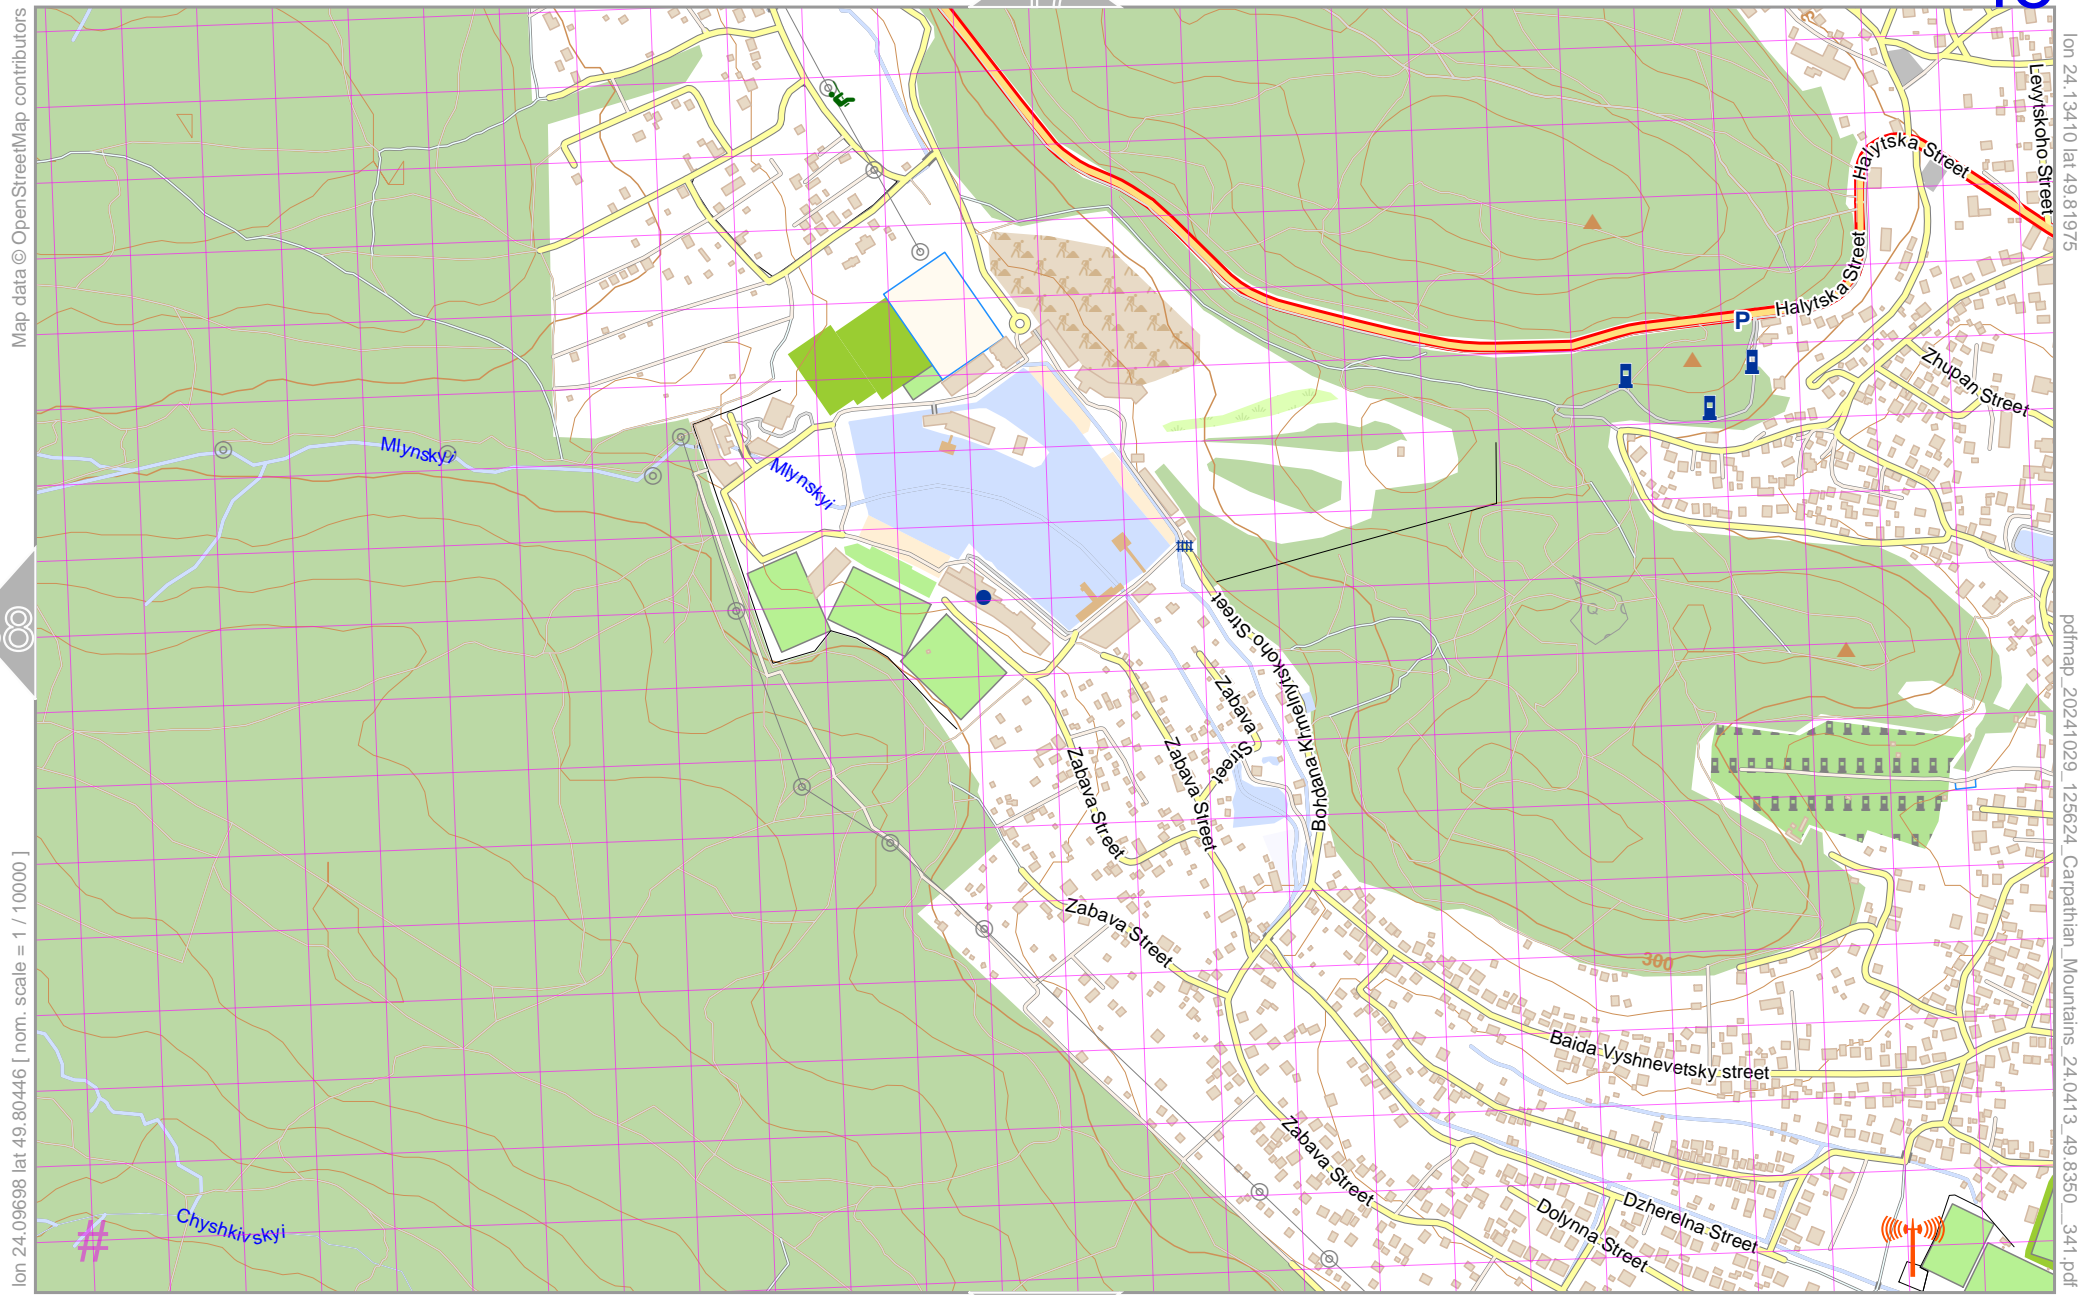 Map data © OpenStreetMap contributors
lon 24.13410 lat 49.81975
Levytskoho Street
Halytska Street
Halytska Street
P
Zhupan Street
Mlynskyi
Mlynskyi
8
Bohdana Khmelnytskoho Street
Zabava Street
Zabava Street
Zabava Street
Zabava Street
300
Baida Vyshnevetsky street
Zabava Street
Dzherelna Street
Dolynna Street
Chyshkivskyi
#
lon 24.09698 lat 49.80446 [ nom. scale = 1 / 10000 ]
pdfmap_20241029_125624_Carpathian_Mountains_24.0413_49.8350__341.pdf